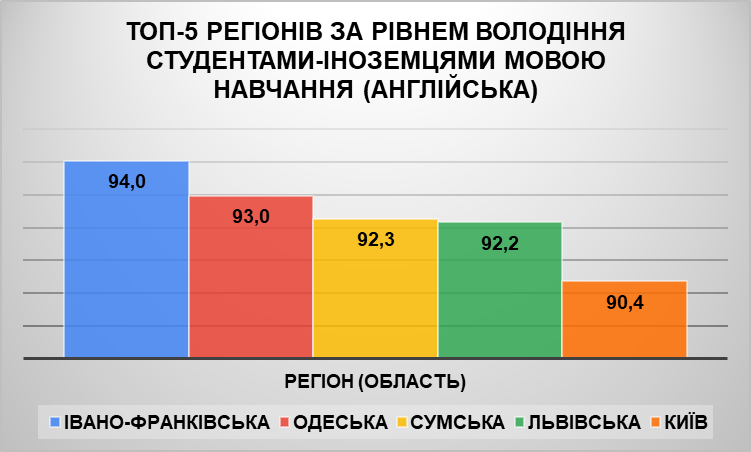 ТОП-5 РЕГІОНІВ ЗА РІВНЕМ ВОЛОДІННЯ
СТУДЕНТАМИ-ІНОЗЕМЦЯМИ МОВОЮ
НАВЧАННЯ (АНГЛІЙСЬКА)
94,0
93,0
92,3
92,2
90,4
РЕГІОН (ОБЛАСТЬ)
ІВАНО-ФРАНКІВСЬКА ОДЕСЬКА СУМСЬКА ЛЬВІВСЬКА КИЇВ